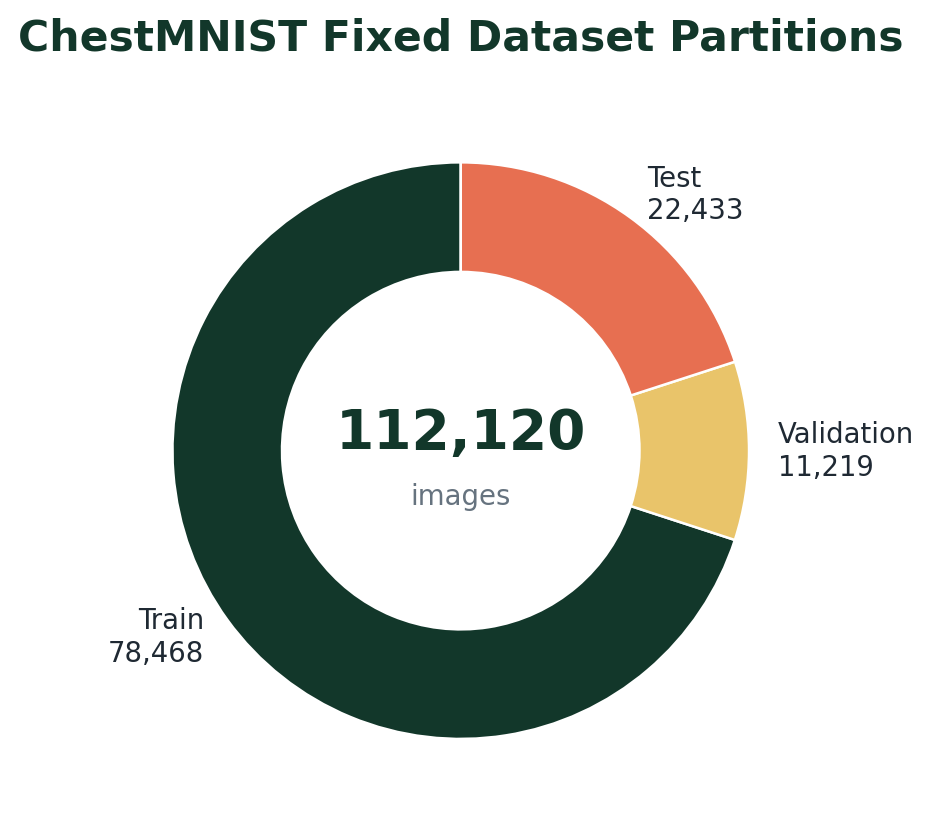 ChestMNIST Fixed Dataset Partitions
Test
22,433
Validation
11,219
112,120
images
Train
78,468